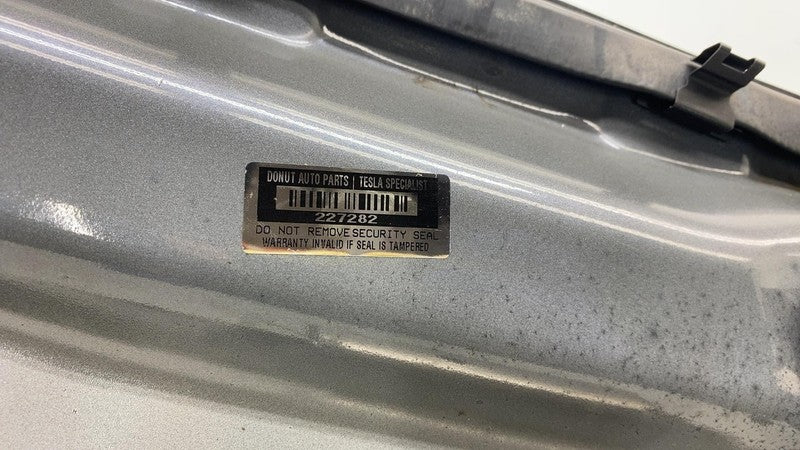 DONUT AUTO PARTS | TESLA SPECIALIST
227282
DO NOT REMOVE SECURITY SEAL
WARRANTY INVALID IF SEAL IS TAMPERED